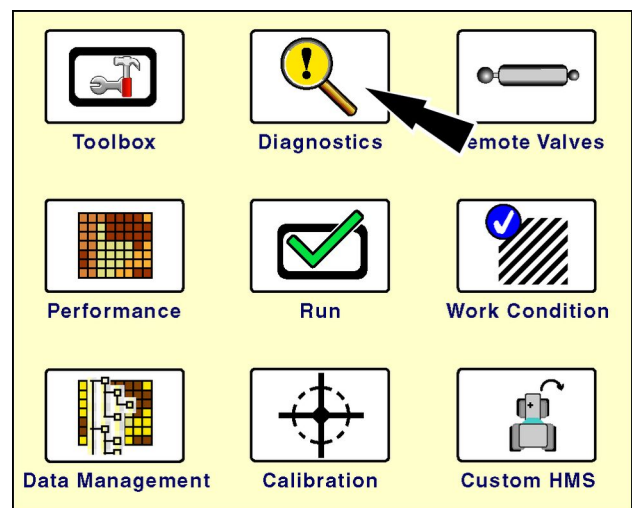 Toolbox
Diagnostics
emote Valves
Performance
Run
Work Condition
Data Management
Calibration
Custom HMS